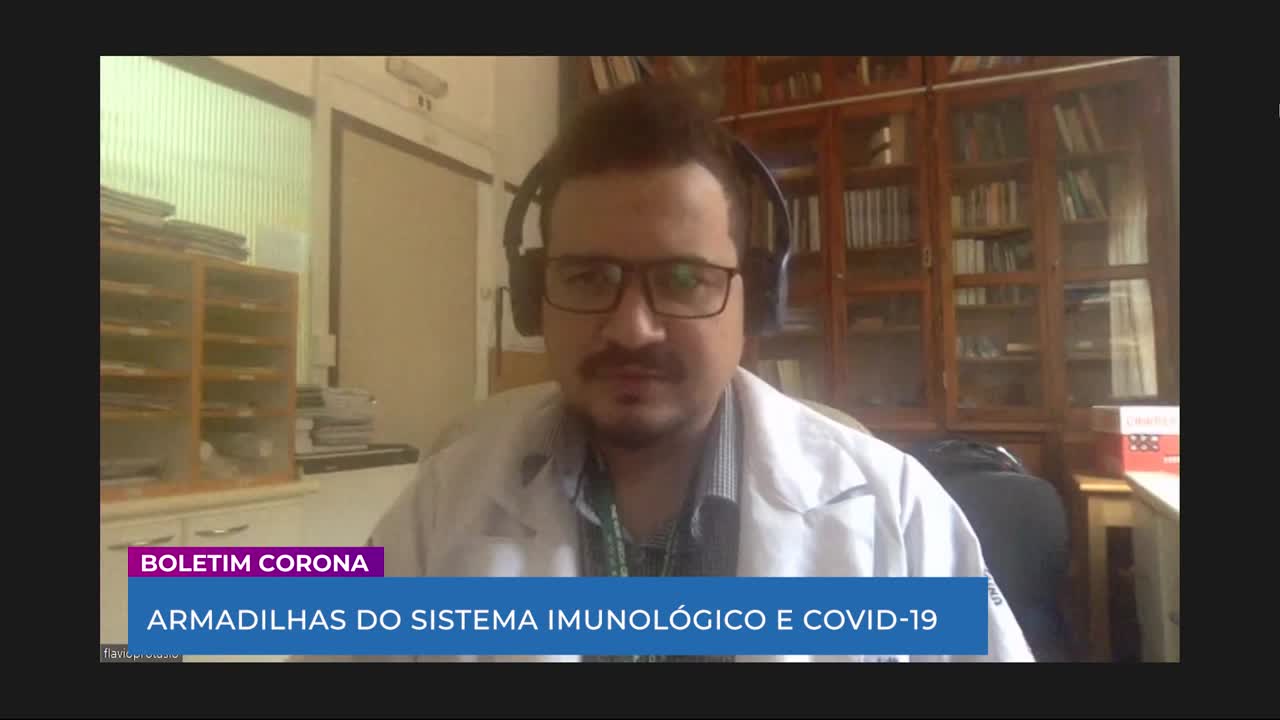 BOLETIM CORONA
ARMADILHAS DO SISTEMA IMUNOLÓGICO E COVID-19
flavioprotasio